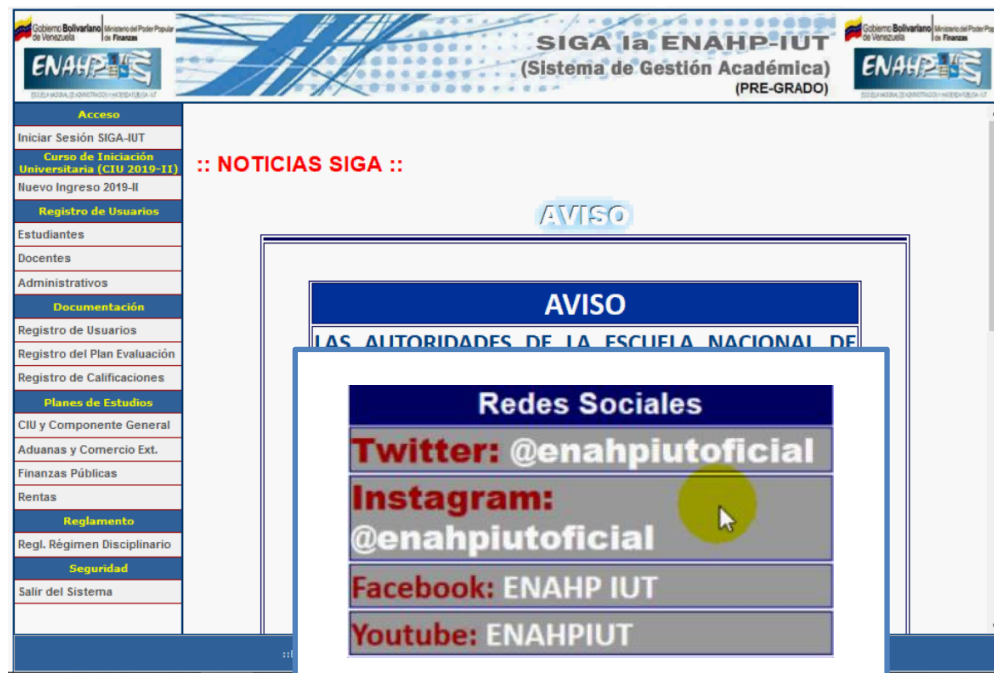 Gobierno Bolivariano
de Venezuela
Ministerio del Poder Popular
de Finanzas
ENAHP-IUT
SIGA la ENAHP-IUT
(Sistema de Gestión Académica)
(PRE-GRADO)
Gobierno Bolivariano
de Venezuela
Ministerio del Poder Pop
de Finanzas
ENAHP-IUT
Acceso
Iniciar Sesión SIGA-IUT
Curso de Iniciación
Universitaria (CIU 2019-II)
Nuevo Ingreso 2019-II
Registro de Usuarios
Estudiantes
Docentes
Administrativos
Documentación
Registro de Usuarios
Registro del Plan Evaluación
Registro de Calificaciones
Planes de Estudios
CIU y Componente General
Aduanas y Comercio Ext.
Finanzas Públicas
Rentas
Reglamento
Regl. Régimen Disciplinario
Seguridad
Salir del Sistema
:: NOTICIAS SIGA ::
AVISO
AVISO
LAS AUTORIDADES DE LA ESCUELA NACIONAL DE
Redes Sociales
Twitter: @enahpiutoficial
Instagram:
@enahpiutoficial
Facebook: ENAHP IUT
Youtube: ENAHPIUT